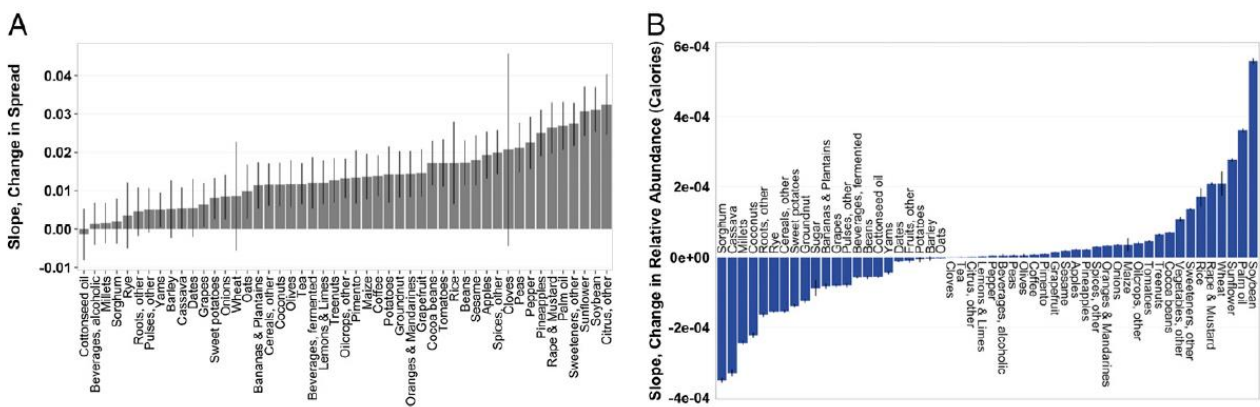 A
Slope, Change in Spread
0.04
0.03
0.02
0.01
0.00
-0.01
Cottonseed oil
Beverages, alcoholic
Millets
Sorghum
Rye
Roots, other
Pulses, other
Yams
Barley
Cassava
Dates
Grapes
Sweet potatoes
Onions
Wheat
Oats
Bananas & Plantains
Cereals, other
Coconuts
Olives
Tea
Beverages, fermented
Lemons & Limes
Treenuts
Oilcrops, other
Pimento
Maize
Coffee
Potatoes
Groundnut
Oranges & Mandarines
Grapefruit
Cocoa beans
Tomatoes
Rice
Beans
Sesame
Apples
Spices, other
Cloves
Peas
Pepper
Pineapples
Rape & Mustard
Palm oil
Sweeteners, other
Sunflower
Soybean
Citrus, other
B
Slope, Change in Relative Abundance (Calories)
6e-04
4e-04
2e-04
0e+00
-2e-04
-4e-04
Sorghum
Cassava
Millets
Coconuts
Roots, other
Rye
Cereals, other
Sweet potatoes
Groundnut
Sugar
Bananas & Plantains
Grapes
Pulses, other
Beverages, fermented
Beans
Cottonseed oil
Yams
Dates
Fruits, other
Potatoes
Barley
Oats
Cloves
Tea
Citrus, other
Lemons & Limes
Pepper
Beverages, alcoholic
Peas
Olives
Coffee
Pimento
Grapefruit
Sesame
Apples
Pineapples
Spices, other
Oranges & Mandarines
Onions
Maize
Oilcrops, other
Tomatoes
Treenuts
Cocoa beans
Vegetables, other
Sweeteners, other
Rice
Rape & Mustard
Wheat
Sunflower
Palm oil
Soybean